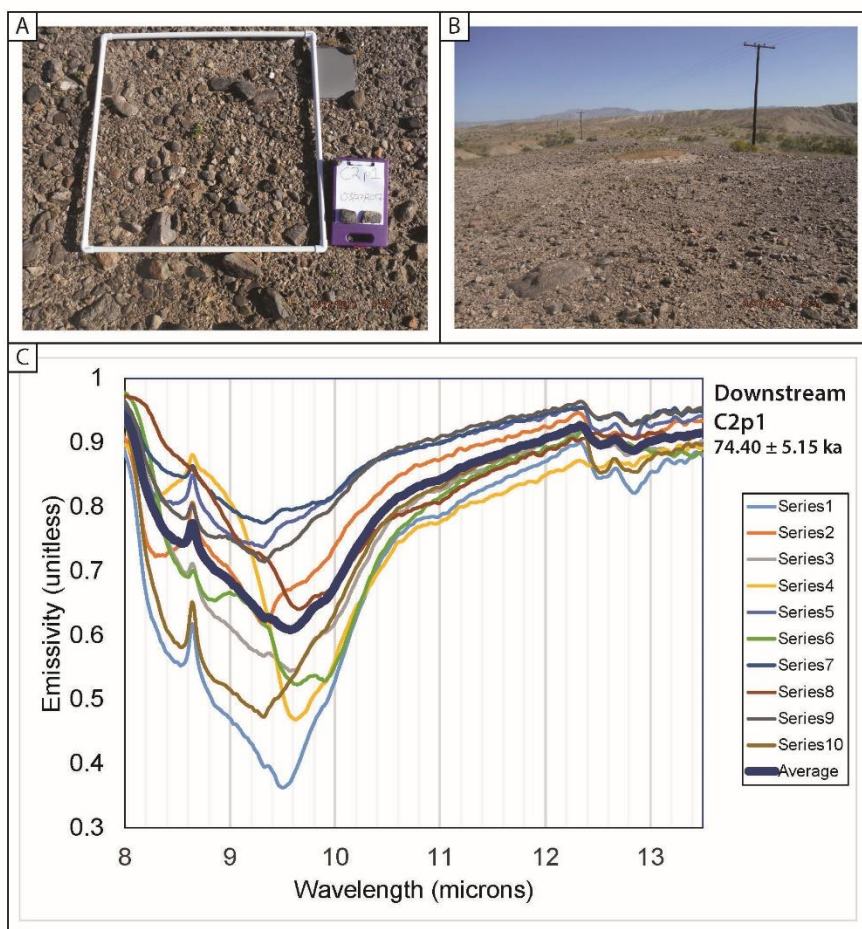 A
C2p1
B
C
Downstream
C2p1
74.40 ± 5.15 ka
1
0.9
0.8
0.7
0.6
0.5
0.4
0.3
Emissivity (unitless)
8
9
10
11
12
13
Wavelength (microns)
Series1
Series2
Series3
Series4
Series5
Series6
Series7
Series8
Series9
Series10
Average